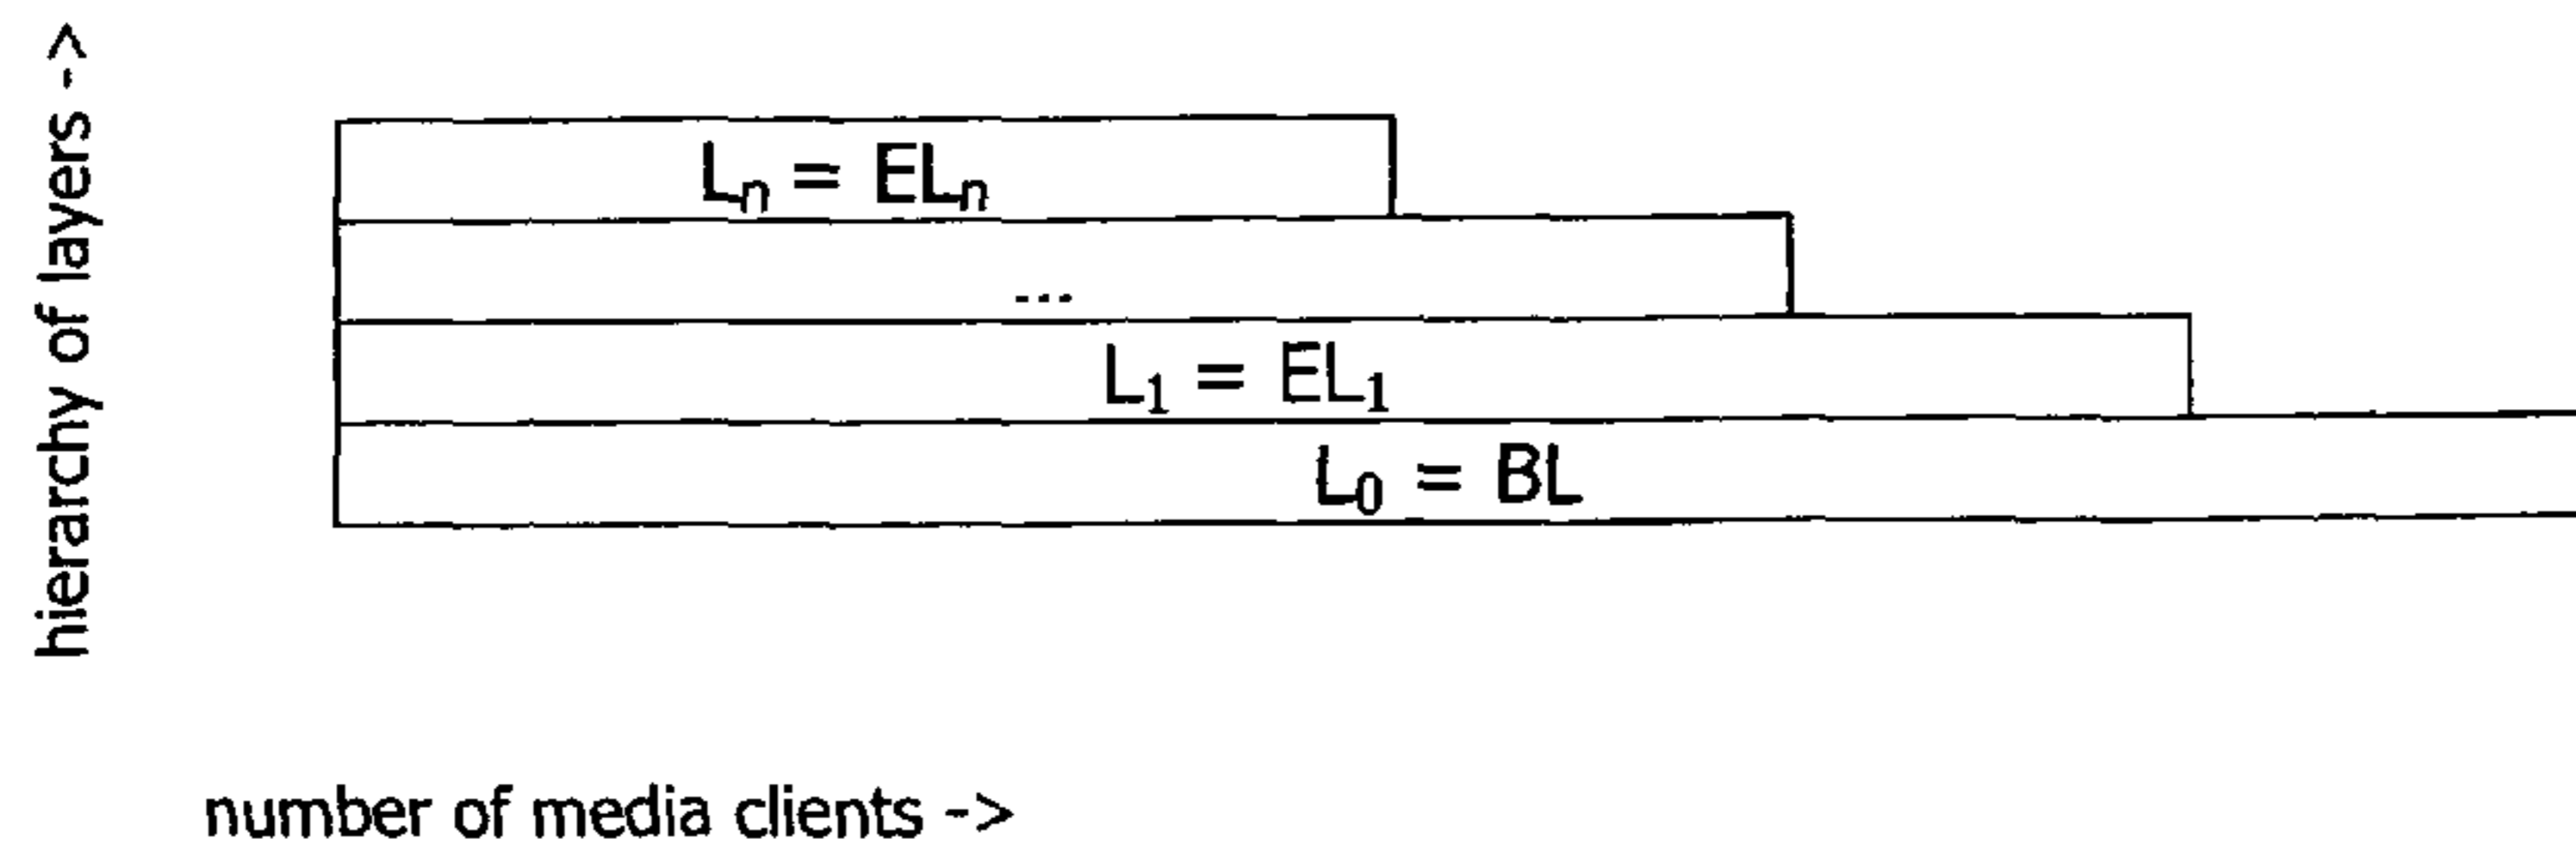 hierarchy of layers ->
Lₙ = ELₙ
...
L₁ = EL₁
L₀ = BL
number of media clients ->